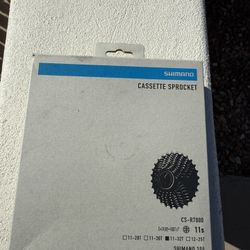 SHIMANO
CASSETTE SPROCKET
CS-R7000
11s
11-28T 11-30T 11-32T 12-25T
SHIMANO 105